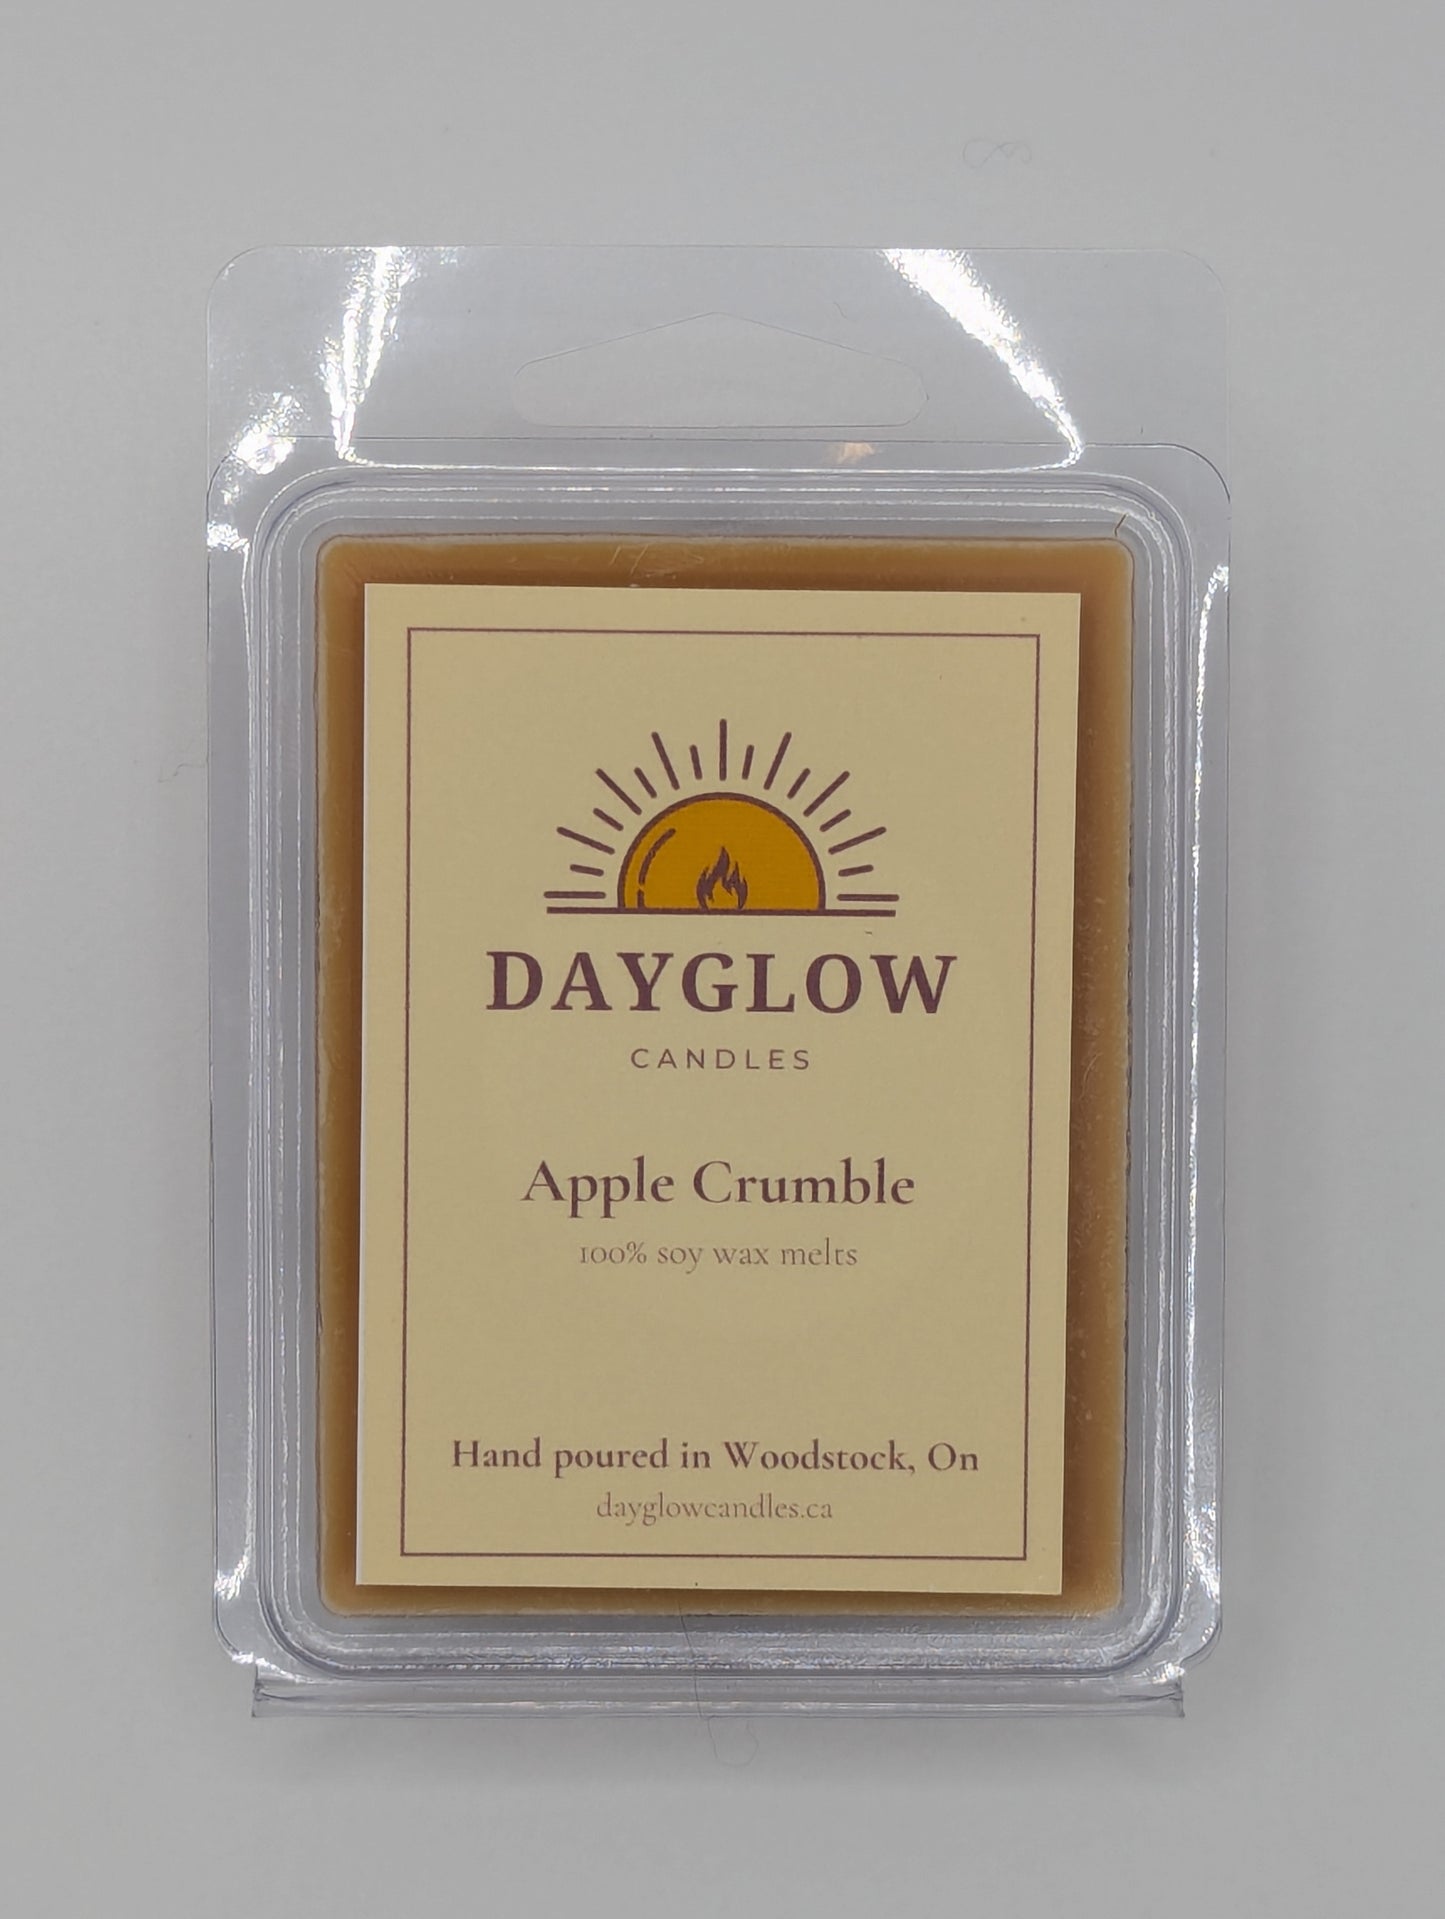 DAYGLOW
CANDLES
Apple Crumble
100% soy wax melts
Hand poured in Woodstock, On
dayglowcandles.ca